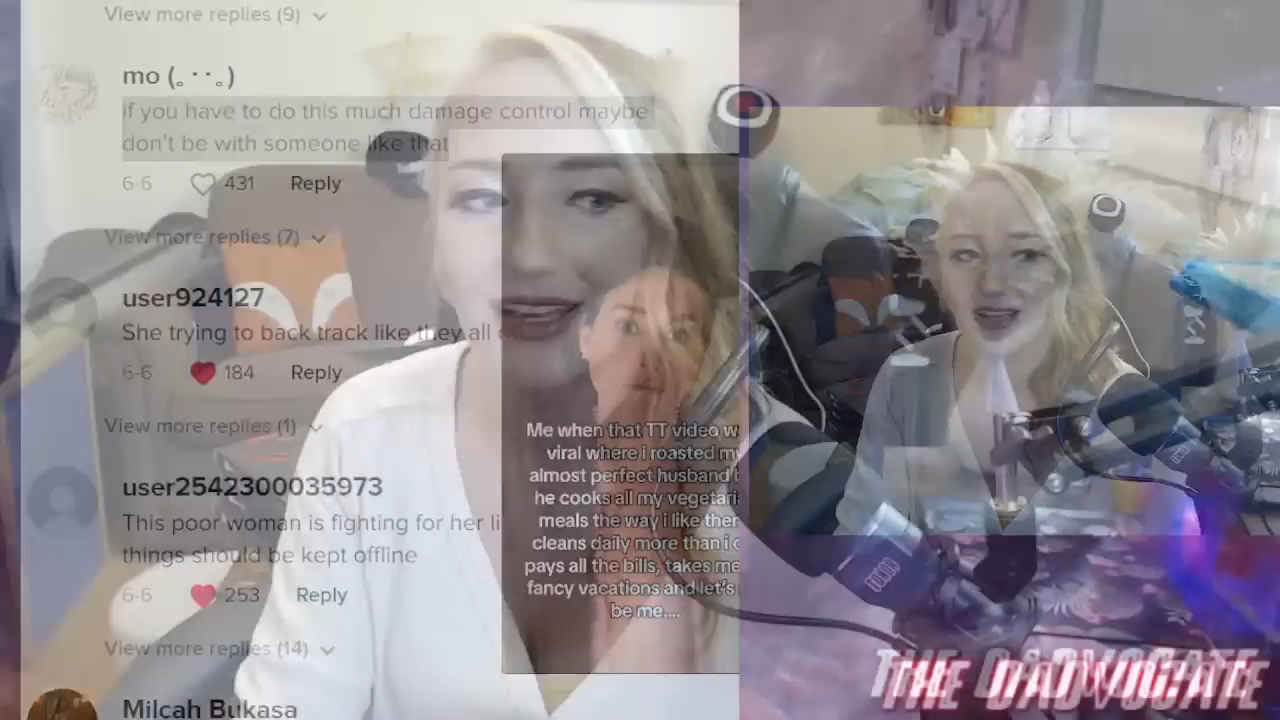 View more replies (9)
mo (｡ · · ｡)
if you have to do this much damage control maybe
don't be with someone like that
6-6 431 Reply
View more replies (7)
user924127
She trying to back track like they all
6-6 184 Reply
View more replies (1)
user2542300035973
This poor woman is fighting for her li
things should be kept offline
6-6 253 Reply
View more replies (14)
Milcah Bukasa
Me when that TT video w
viral where i roasted my
almost perfect husband
he cooks all my vegetari
meals the way i like
cleans daily more than i
pays all the bills, takes me
fancy vacations and let's
be me....
THE DADVOCATE